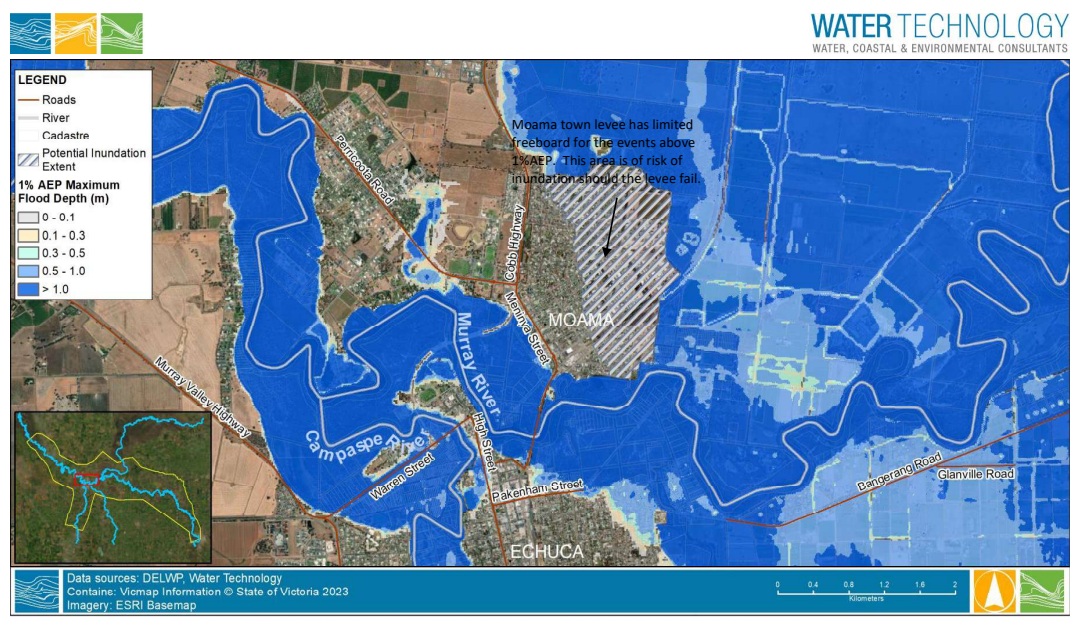 WATER TECHNOLOGY
WATER, COASTAL & ENVIRONMENTAL CONSULTANTS
LEGEND
Roads
River
Cadastre
Potential Inundation
Extent
1% AEP Maximum
Flood Depth (m)
0 - 0.1
0.1 - 0.3
0.3 - 0.5
0.5 - 1.0
> 1.0
Moama town levee has limited
freeboard for the events above
1%AEP. This area is of risk of
inundation should the levee fail.
Perricoota Road
Cobb Highway
Meninya Street
MOAMA
Murray River
Murray Valley Highway
Campaspe River
High Street
Warren Street
Pakenham Street
Bangerang Road
Glanville Road
ECHUCA
Data sources: DELWP, Water Technology
Contains: Vicmap Information © State of Victoria 2023
Imagery: ESRI Basemap
0 0.4 0.8 1.2 1.6 2
Kilometers